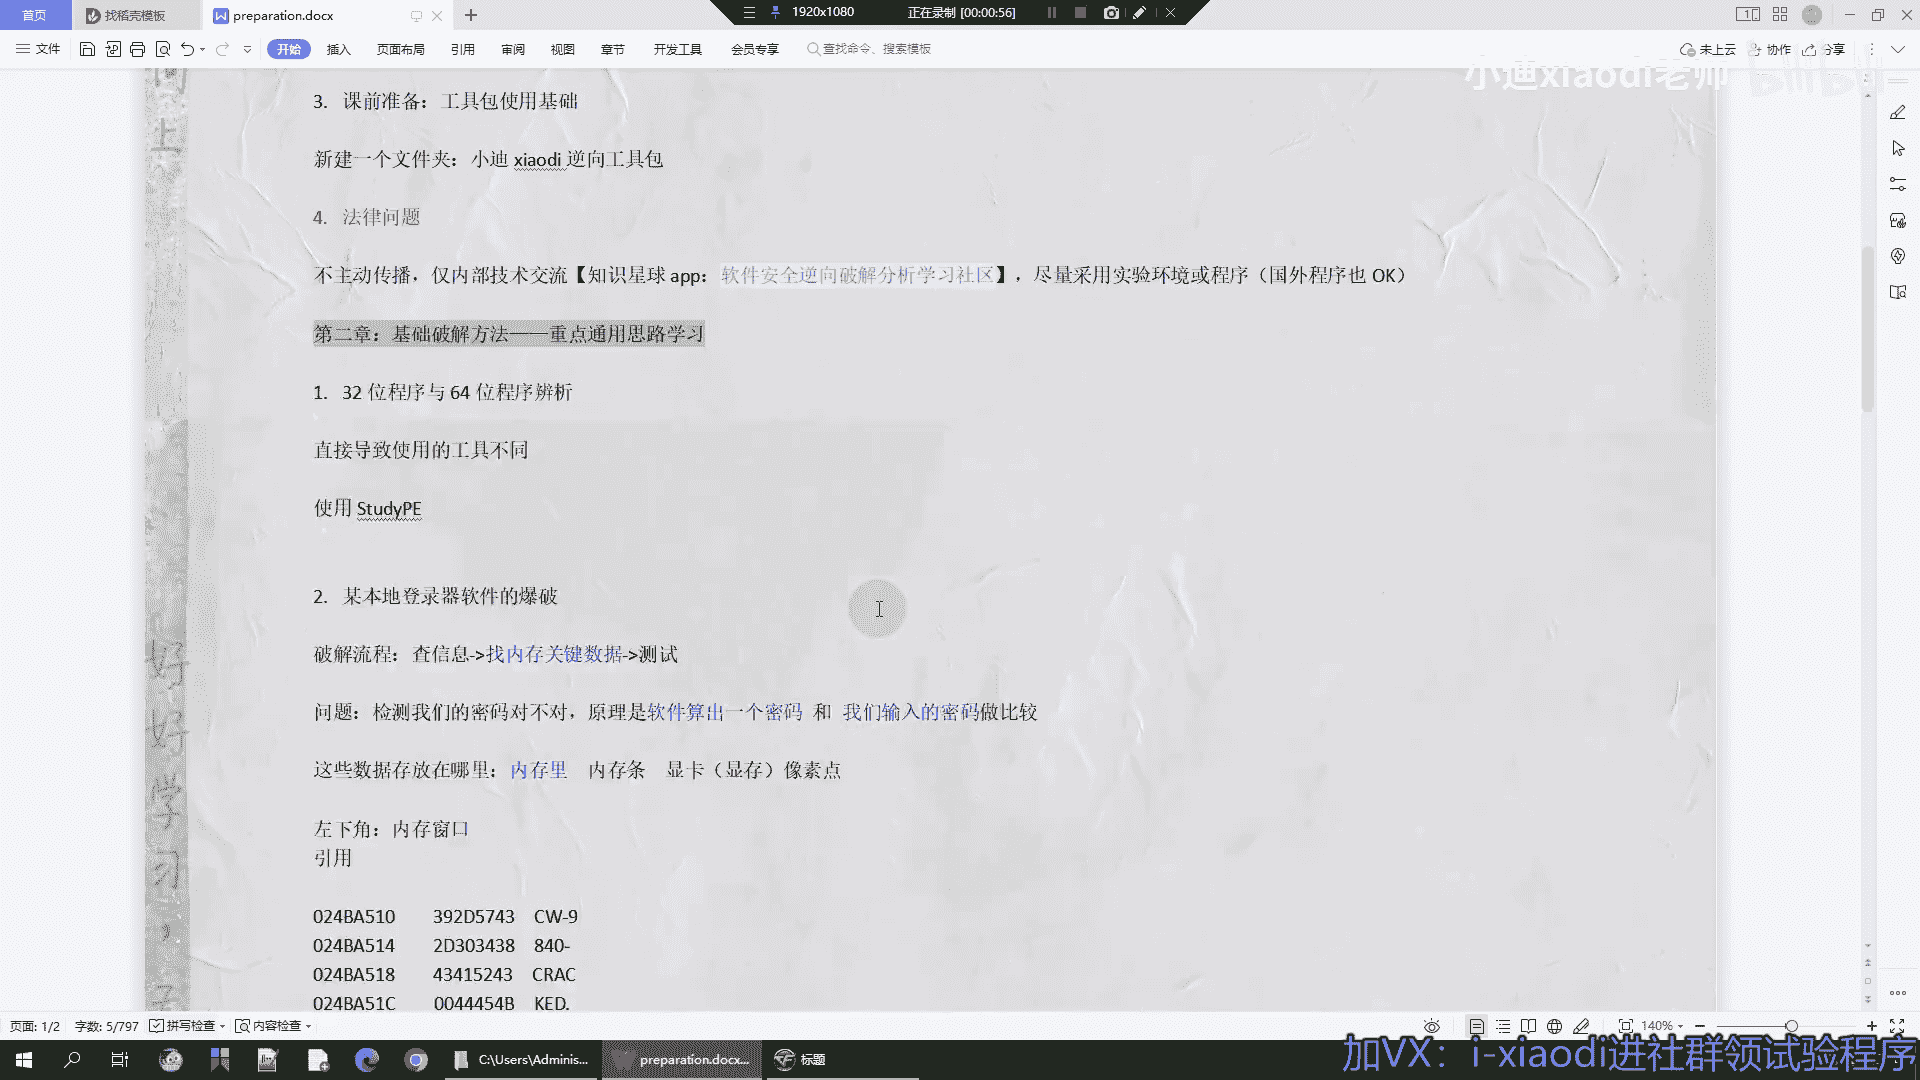 首页 找稻壳模板 preparation.docx
1920x1080 正在录制 [00:00:56]
文件 开始 插入 页面布局 引用 审阅 视图 章节 开发工具 会员专享 查找命令、搜索模板 未上云 协作 分享
小迪xiaodi老师 bilibili
3. 课前准备：工具包使用基础
新建一个文件夹：小迪 xiaodi 逆向工具包
4. 法律问题
不主动传播，仅内部技术交流【知识星球 app：软件安全逆向破解分析学习社区】，尽量采用实验环境或程序（国外程序也 OK）
第二章：基础破解方法——重点通用思路学习
1. 32 位程序与 64 位程序辨析
直接导致使用的工具不同
使用 StudyPE
2. 某本地登录器软件的爆破
破解流程：查信息->找内存关键数据->测试
问题：检测我们的密码对不对，原理是软件算出一个密码 和 我们输入的密码做比较
这些数据存放在哪里：内存里 内存条 显卡（显存）像素点
左下角：内存窗口
引用
024BA510 392D5743 CW-9
024BA514 2D303438 840-
024BA518 43415243 CRAC
024BA51C 0044454B KED.
上
好好学习，
页面: 1/2 字数: 5/797 拼写检查 内容检查 140%
C:\Users\Adminis... preparation.docx... 标题
加VX：i-xiaodi进社群领试验程序